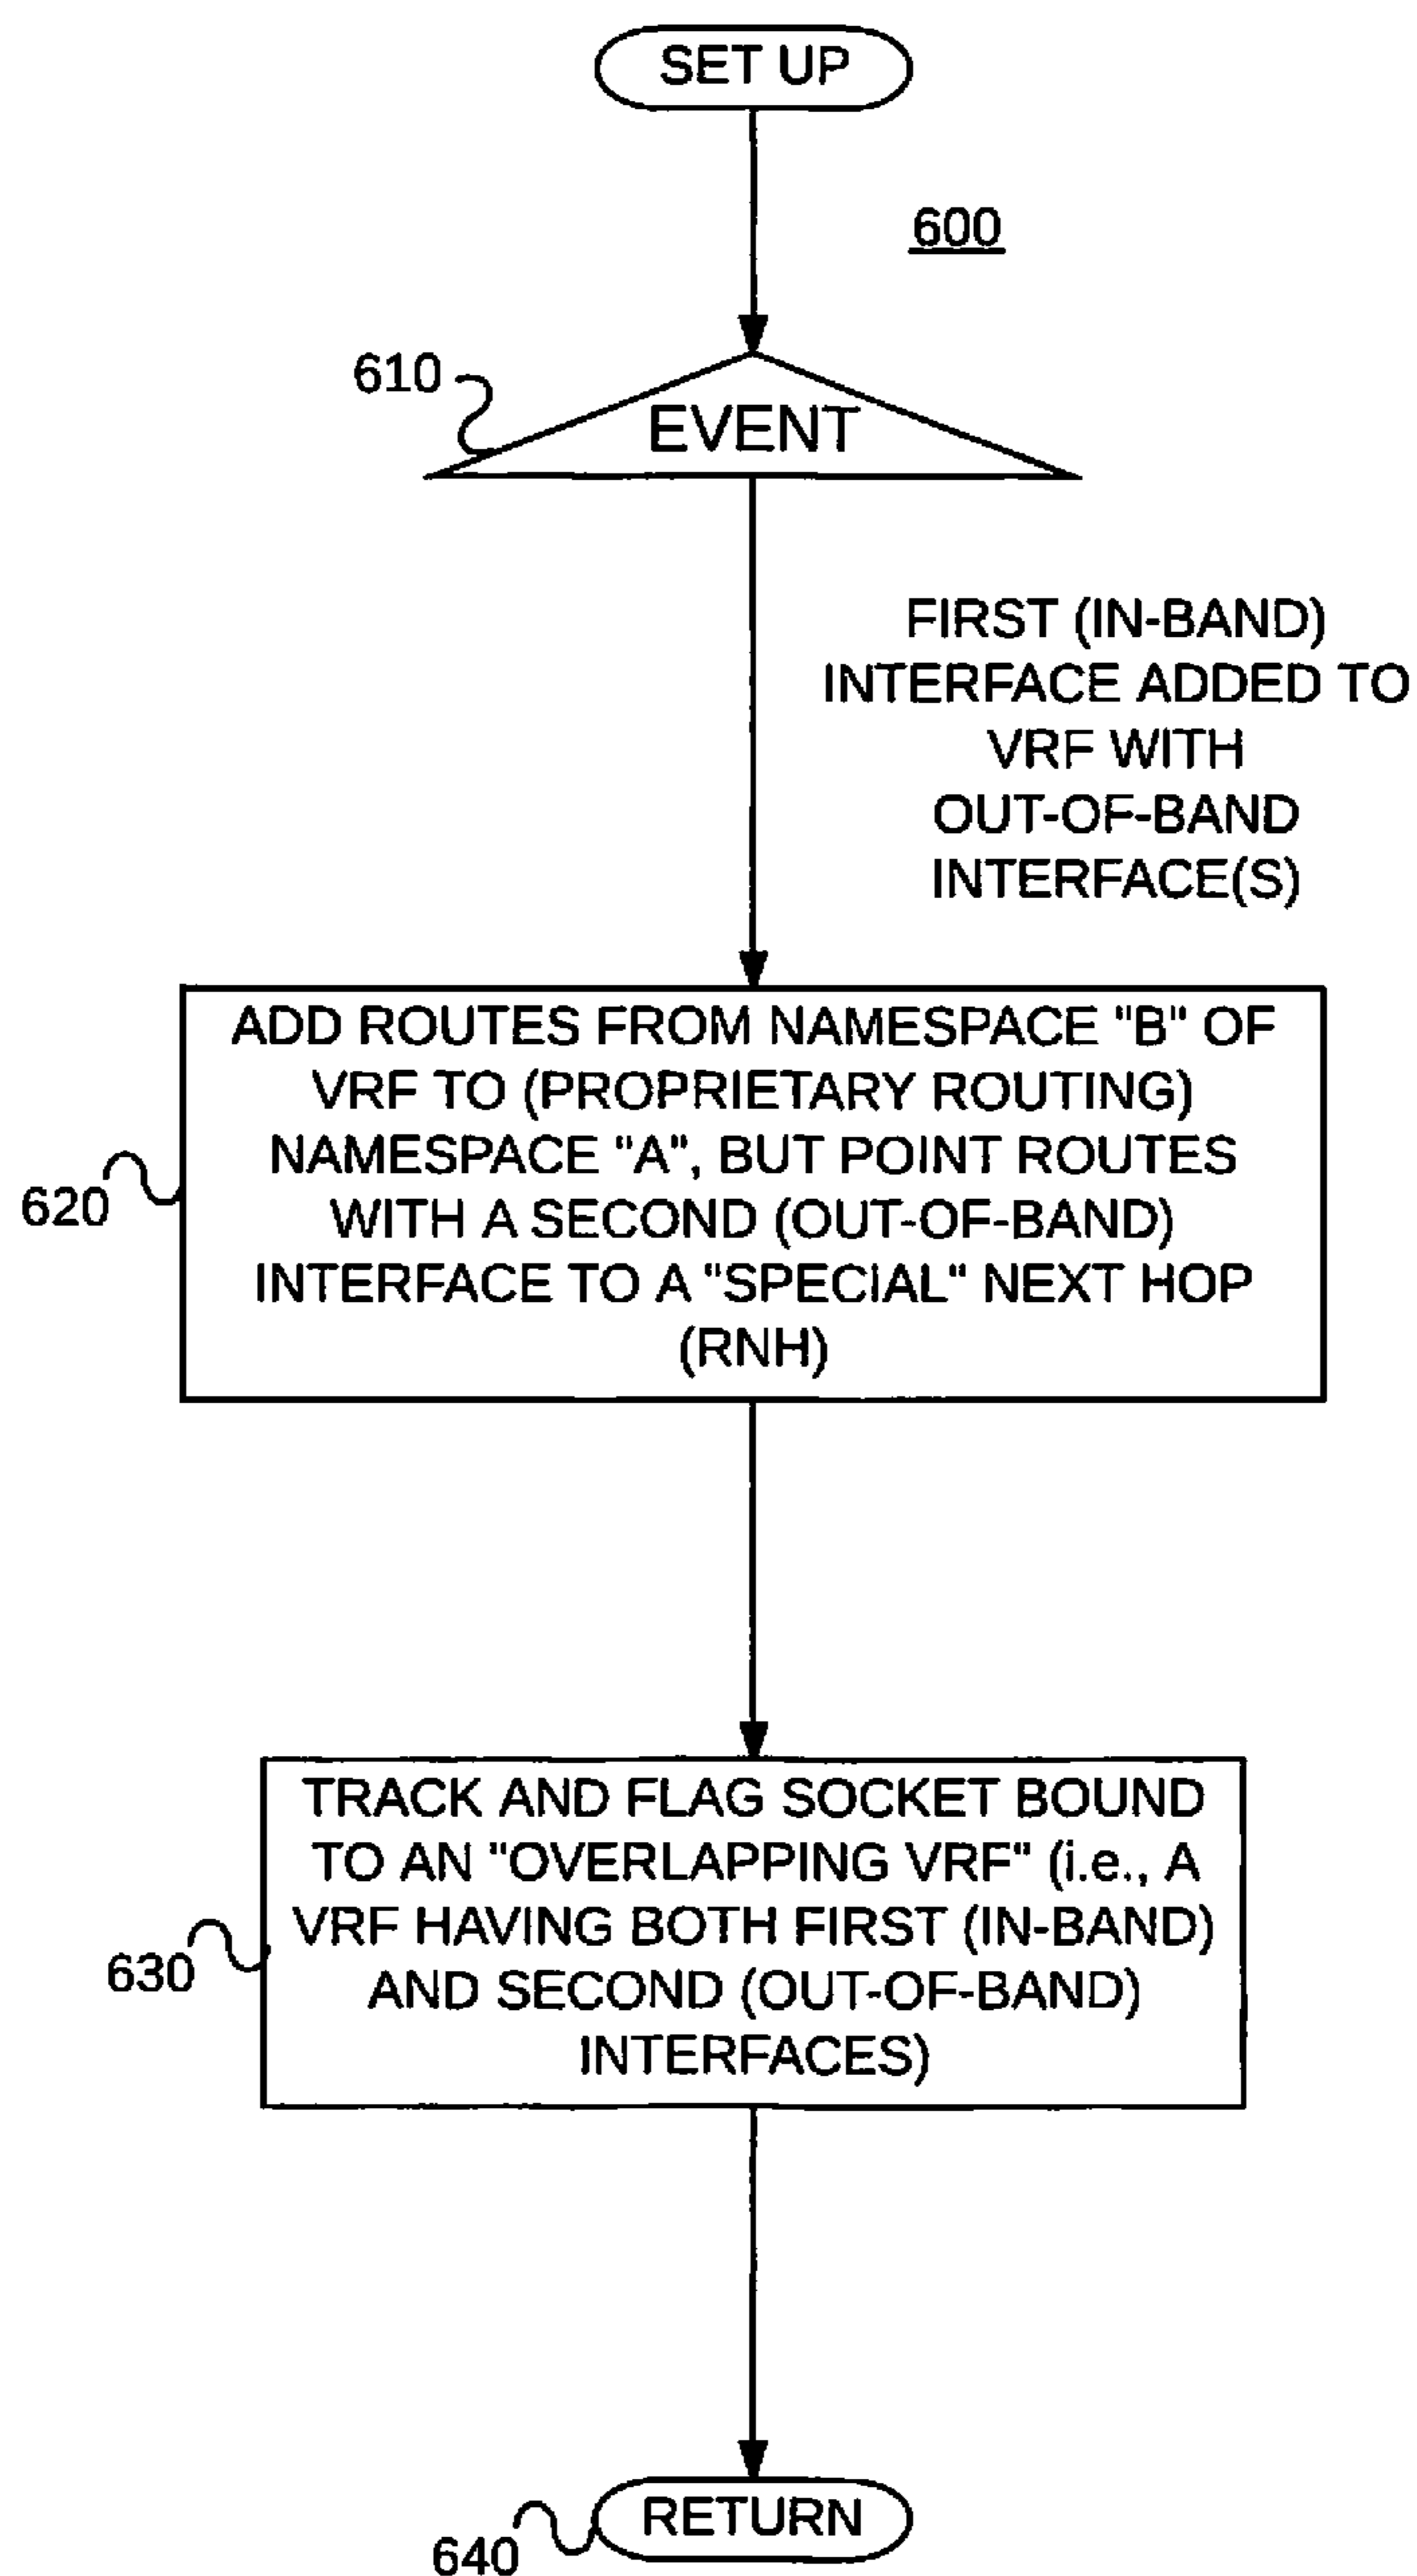 SET UP
600
610
EVENT
FIRST (IN-BAND)
INTERFACE ADDED TO
VRF WITH
OUT-OF-BAND
INTERFACE(S)
ADD ROUTES FROM NAMESPACE "B" OF
VRF TO (PROPRIETARY ROUTING)
NAMESPACE "A", BUT POINT ROUTES
WITH A SECOND (OUT-OF-BAND)
INTERFACE TO A "SPECIAL" NEXT HOP
(RNH)
620
TRACK AND FLAG SOCKET BOUND
TO AN "OVERLAPPING VRF" (i.e., A
VRF HAVING BOTH FIRST (IN-BAND)
AND SECOND (OUT-OF-BAND)
INTERFACES)
630
RETURN
640